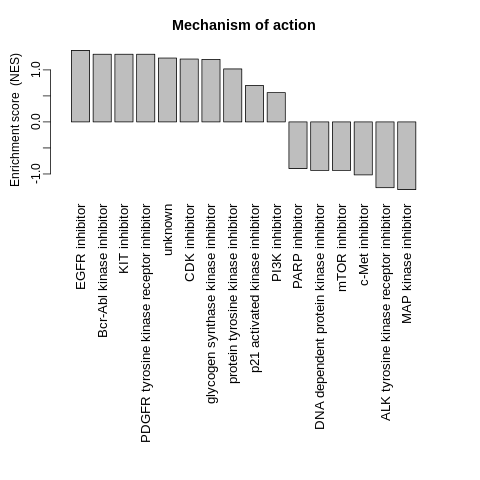 Mechanism of action
Enrichment score (NES)
1.0
0.0
-1.0
EGFR inhibitor
Bcr-Abl kinase inhibitor
KIT inhibitor
PDGFR tyrosine kinase receptor inhibitor
unknown
CDK inhibitor
glycogen synthase kinase inhibitor
protein tyrosine kinase inhibitor
p21 activated kinase inhibitor
PI3K inhibitor
PARP inhibitor
DNA dependent protein kinase inhibitor
mTOR inhibitor
c-Met inhibitor
ALK tyrosine kinase receptor inhibitor
MAP kinase inhibitor